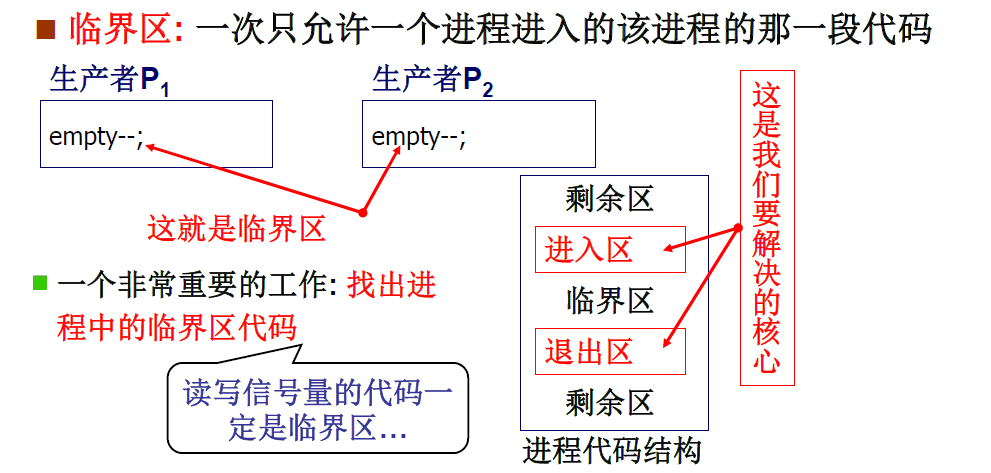 临界区: 一次只允许一个进程进入的该进程的那一段代码
生产者P1
生产者P2
empty--;
empty--;
这就是临界区
一个非常重要的工作: 找出进
程中的临界区代码
读写信号量的代码一
定是临界区...
剩余区
进入区
临界区
退出区
剩余区
进程代码结构
这是我们要解决的核心